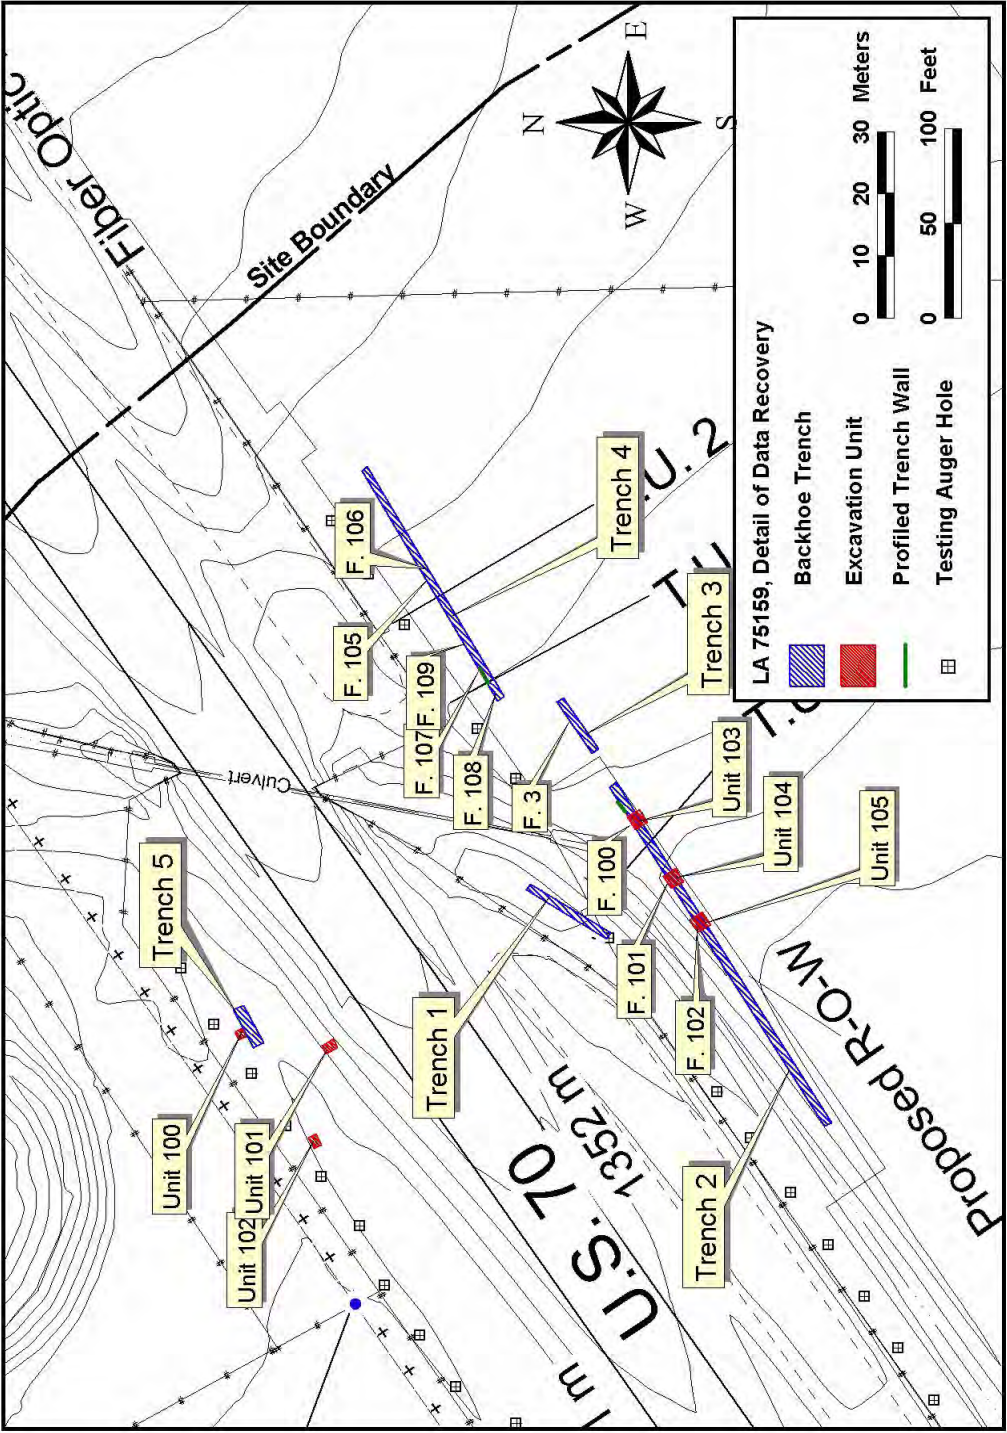 Fiber Optic
Site Boundary
N
E
S
W
Culvert
Trench 5
Unit 100
Unit 101
Unit 102
F. 106
F. 105
F. 109
F. 107
F. 108
F. 3
Trench 4
Trench 3
.U. 2
T.U
T.U
Trench 1
F. 100
F. 101
F. 102
Unit 103
Unit 104
Unit 105
Trench 2
U.S. 70
1352 m
m
Proposed R-O-W
LA 75159, Detail of Data Recovery
Backhoe Trench
Excavation Unit
Profiled Trench Wall
Testing Auger Hole
0 10 20 30 Meters
0 50 100 Feet